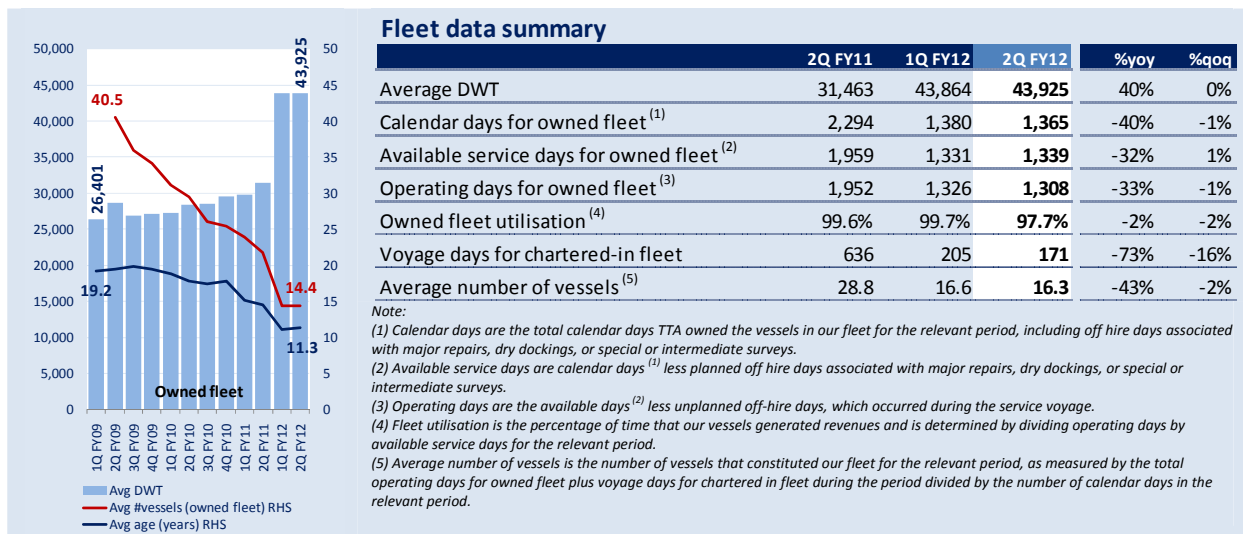 50,000
45,000
40,000
35,000
30,000
25,000
20,000
15,000
10,000
5,000
0
50
45
40
35
30
25
20
15
10
5
0
40.5
26,401
43,925
19.2
14.4
11.3
Owned fleet
1Q FY09
2Q FY09
3Q FY09
4Q FY09
1Q FY10
2Q FY10
3Q FY10
4Q FY10
1Q FY11
2Q FY11
1Q FY12
2Q FY12
Avg DWT
Avg #vessels (owned fleet) RHS
Avg age (years) RHS
Fleet data summary
2Q FY11 1Q FY12 2Q FY12 %yoy %qoq
Average DWT 31,463 43,864 43,925 40% 0%
Calendar days for owned fleet (1) 2,294 1,380 1,365 -40% -1%
Available service days for owned fleet (2) 1,959 1,331 1,339 -32% 1%
Operating days for owned fleet (3) 1,952 1,326 1,308 -33% -1%
Owned fleet utilisation (4) 99.6% 99.7% 97.7% -2% -2%
Voyage days for chartered-in fleet 636 205 171 -73% -16%
Average number of vessels (5) 28.8 16.6 16.3 -43% -2%
Note:
(1) Calendar days are the total calendar days TTA owned the vessels in our fleet for the relevant period, including off hire days associated
with major repairs, dry dockings, or special or intermediate surveys.
(2) Available service days are calendar days (1) less planned off hire days associated with major repairs, dry dockings, or special or
intermediate surveys.
(3) Operating days are the available days (2) less unplanned off-hire days, which occurred during the service voyage.
(4) Fleet utilisation is the percentage of time that our vessels generated revenues and is determined by dividing operating days by
available service days for the relevant period.
(5) Average number of vessels is the number of vessels that constituted our fleet for the relevant period, as measured by the total
operating days for owned fleet plus voyage days for chartered in fleet during the period divided by the number of calendar days in the
relevant period.